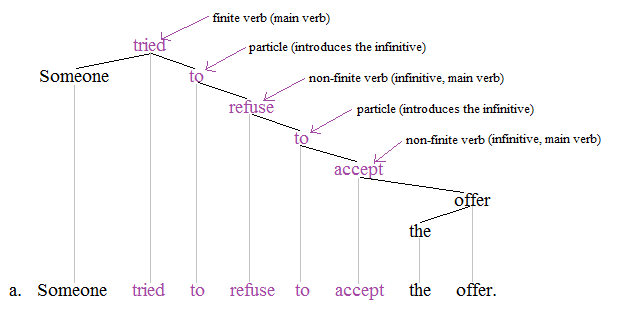 finite verb (main verb)
tried
particle (introduces the infinitive)
Someone
to
non-finite verb (infinitive, main verb)
refuse
particle (introduces the infinitive)
to
non-finite verb (infinitive, main verb)
accept
offer
the
a. Someone tried to refuse to accept the offer.